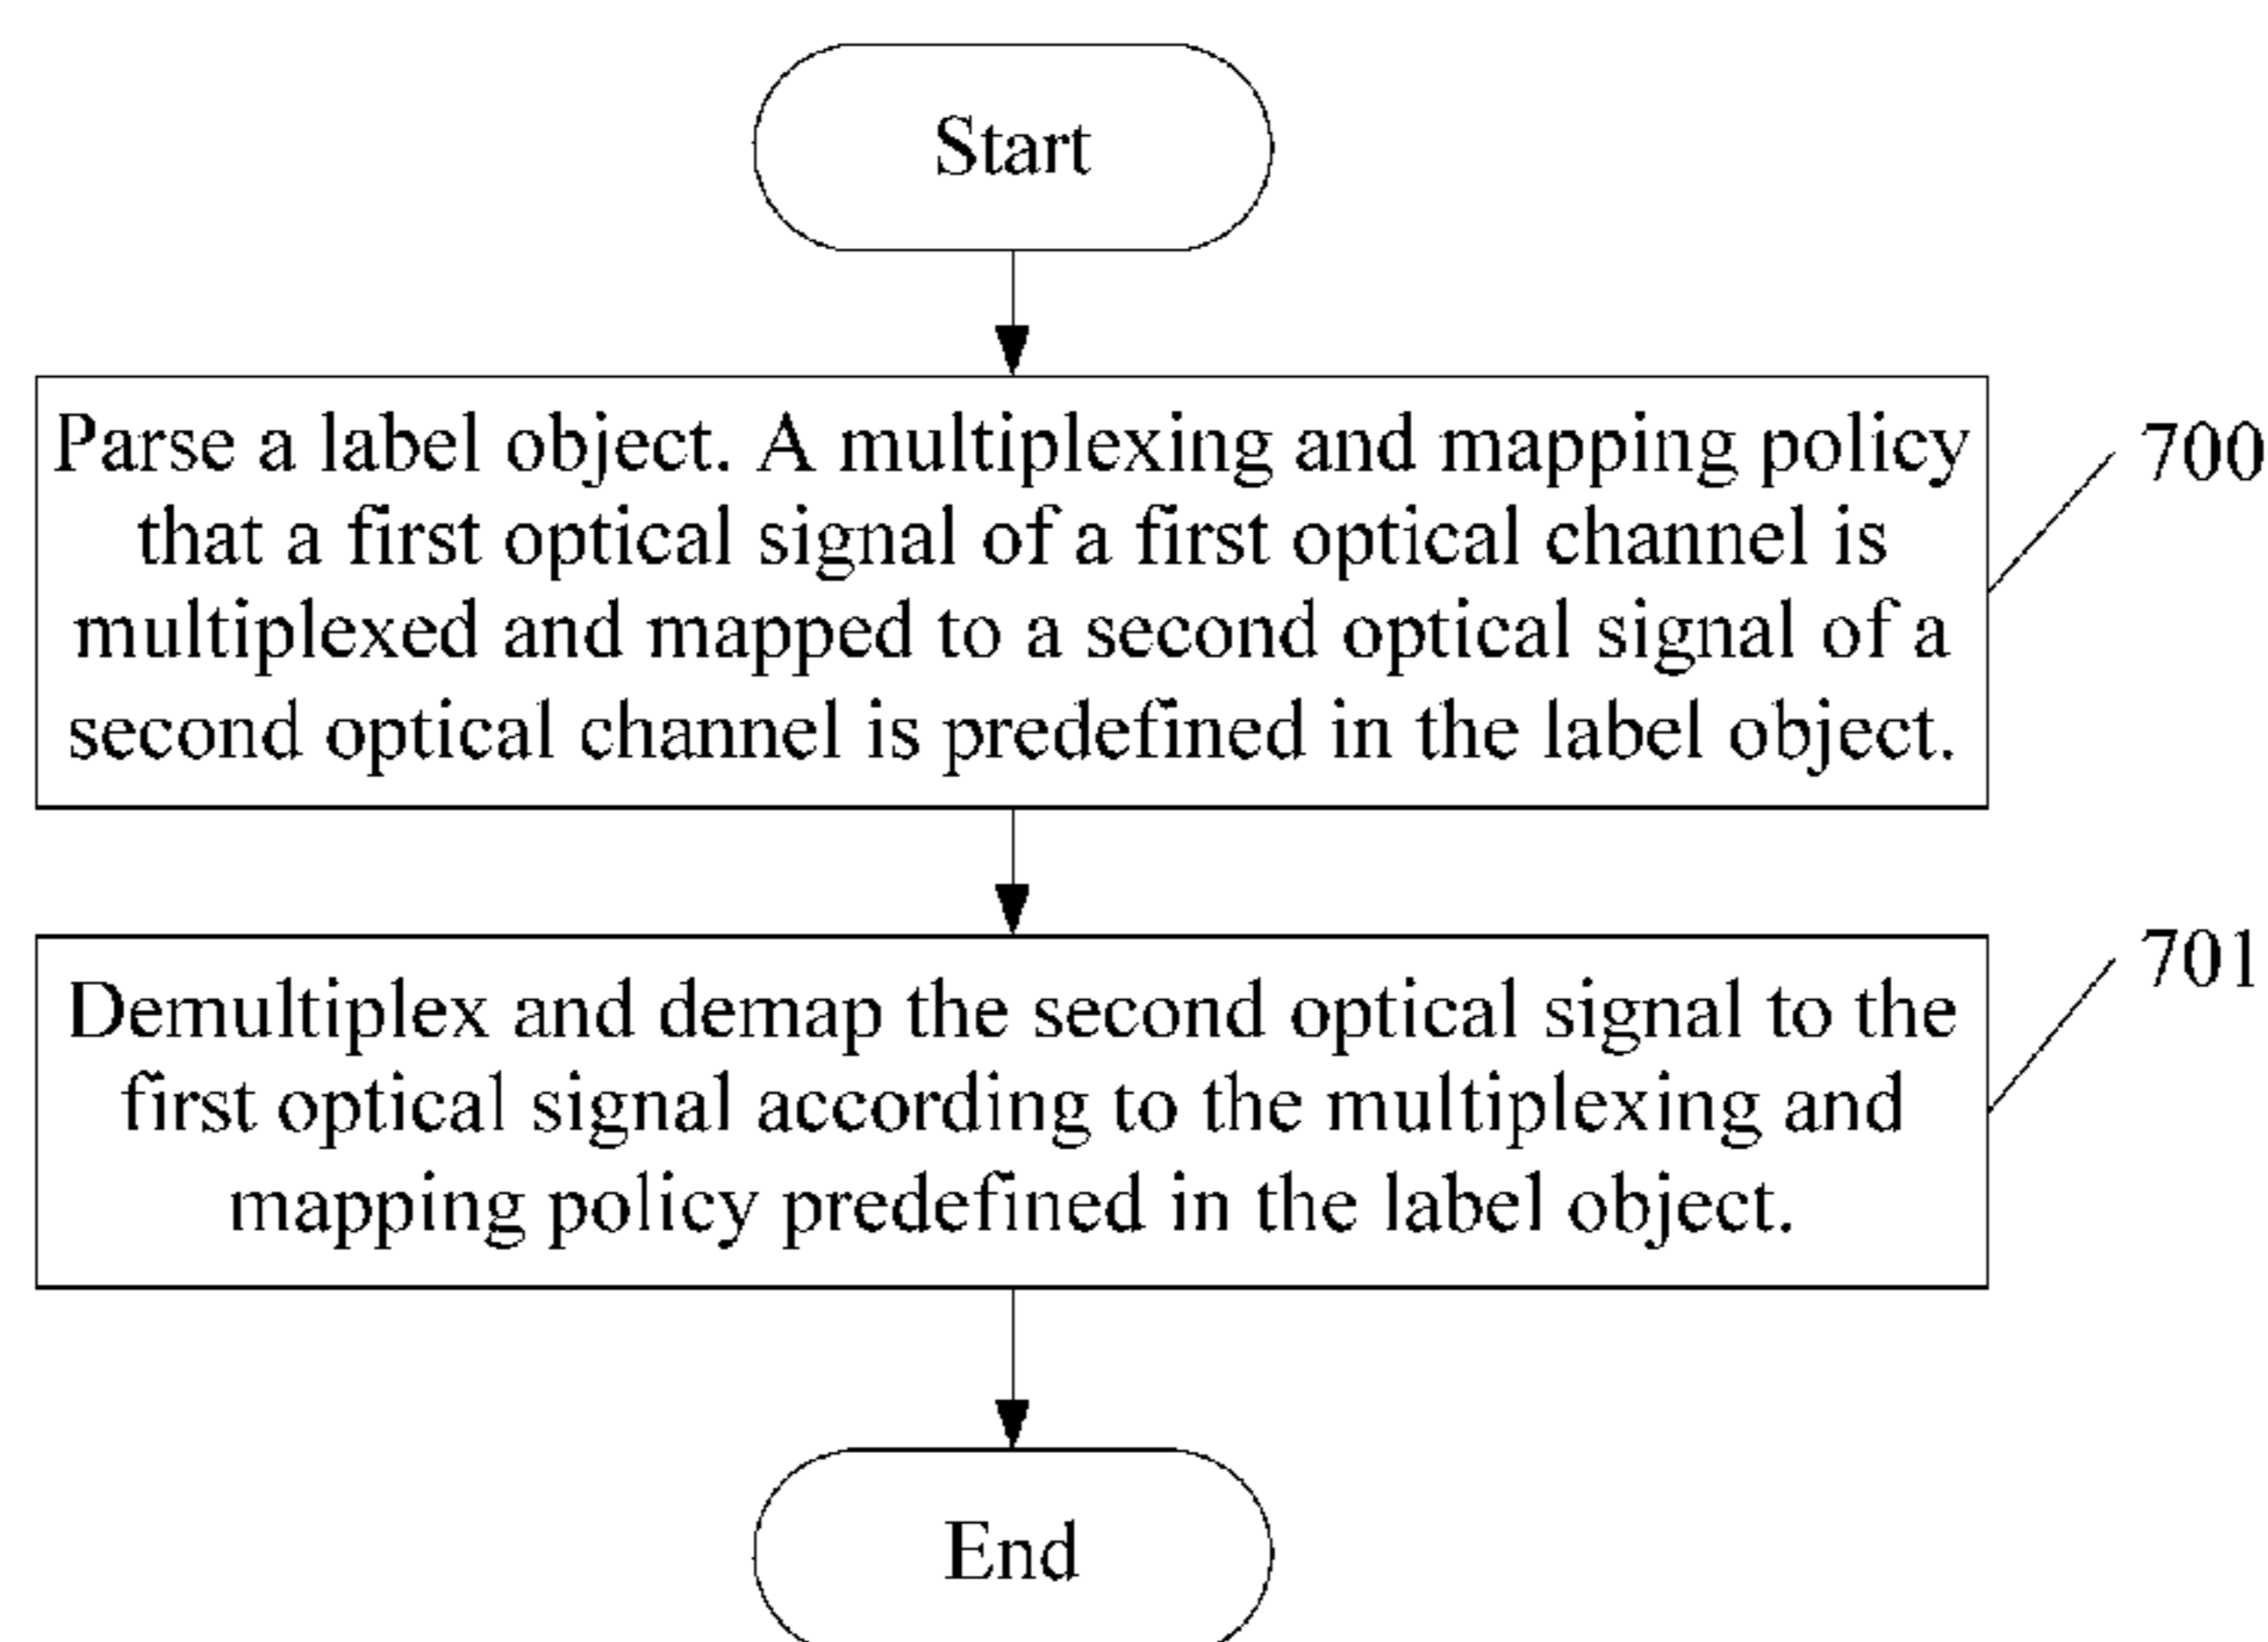 Start
Parse a label object. A multiplexing and mapping policy
that a first optical signal of a first optical channel is
multiplexed and mapped to a second optical signal of a
second optical channel is predefined in the label object.
700
Demultiplex and demap the second optical signal to the
first optical signal according to the multiplexing and
mapping policy predefined in the label object.
701
End